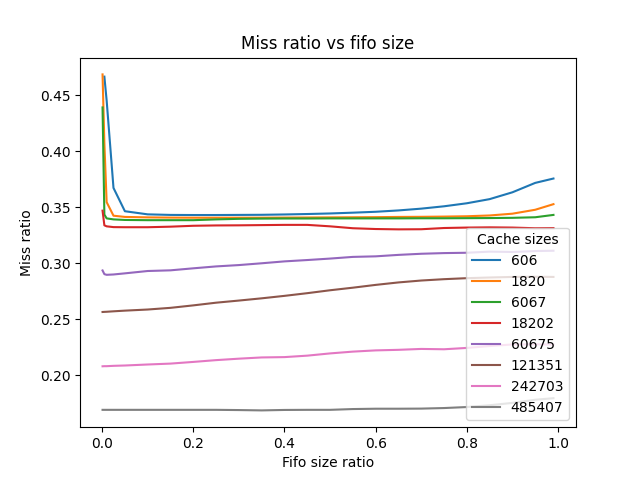 Miss ratio vs fifo size
Miss ratio
0.45
0.40
0.35
0.30
0.25
0.20
0.0 0.2 0.4 0.6 0.8 1.0
Fifo size ratio
Cache sizes
606
1820
6067
18202
60675
121351
242703
485407